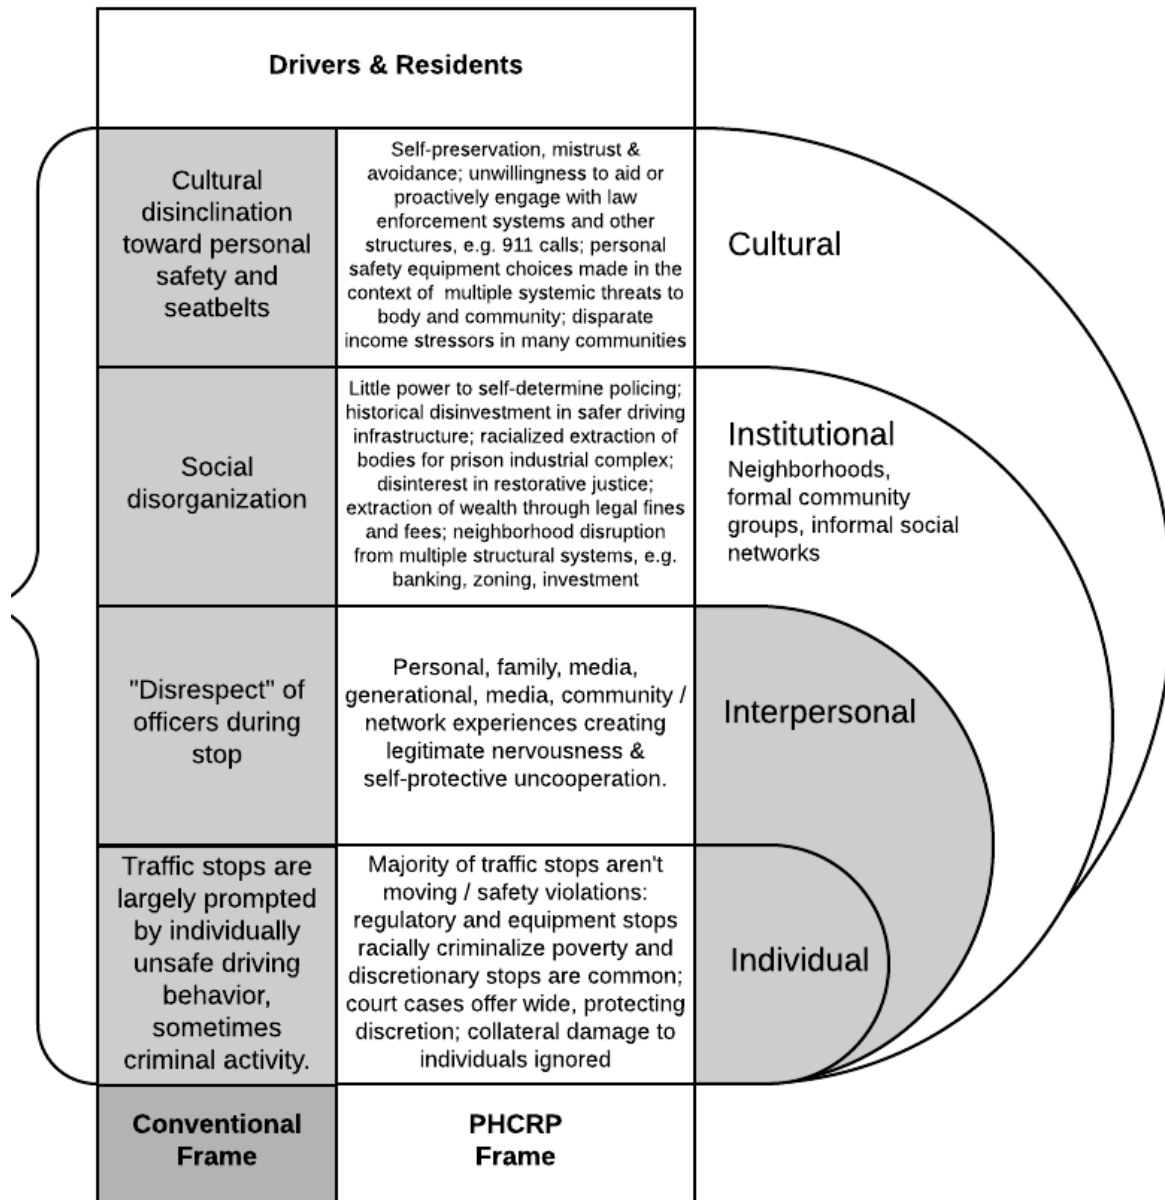 Drivers & Residents
Cultural
disinclination
toward personal
safety and
seatbelts
Self-preservation, mistrust &
avoidance; unwillingness to aid or
proactively engage with law
enforcement systems and other
structures, e.g. 911 calls; personal
safety equipment choices made in the
context of multiple systemic threats to
body and community; disparate
income stressors in many communities
Cultural
Social
disorganization
Little power to self-determine policing;
historical disinvestment in safer driving
infrastructure; racialized extraction of
bodies for prison industrial complex;
disinterest in restorative justice;
extraction of wealth through legal fines
and fees; neighborhood disruption
from multiple structural systems, e.g.
banking, zoning, investment
Institutional
Neighborhoods,
formal community
groups, informal social
networks
"Disrespect" of
officers during
stop
Personal, family, media,
generational, media, community /
network experiences creating
legitimate nervousness &
self-protective uncooperation.
Interpersonal
Traffic stops are
largely prompted
by individually
unsafe driving
behavior,
sometimes
criminal activity.
Majority of traffic stops aren't
moving / safety violations:
regulatory and equipment stops
racially criminalize poverty and
discretionary stops are common;
court cases offer wide, protecting
discretion; collateral damage to
individuals ignored
Individual
Conventional
Frame
PHCRP
Frame